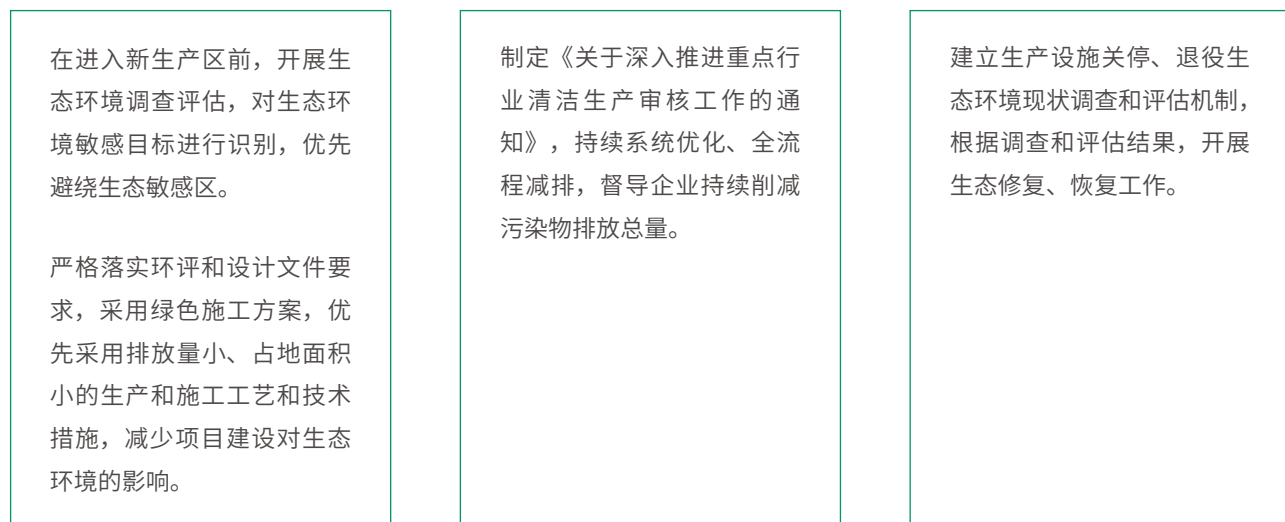 在进入新生产区前，开展生
态环境调查评估，对生态环
境敏感目标进行识别，优先
避绕生态敏感区。
严格落实环评和设计文件要
求，采用绿色施工方案，优
先采用排放量小、占地面积
小的生产和施工工艺和技术
措施，减少项目建设对生态
环境的影响。
制定《关于深入推进重点行
业清洁生产审核工作的通
知》，持续系统优化、全流
程减排，督导企业持续削减
污染物排放总量。
建立生产设施关停、退役生
态环境现状调查和评估机制，
根据调查和评估结果，开展
生态修复、恢复工作。